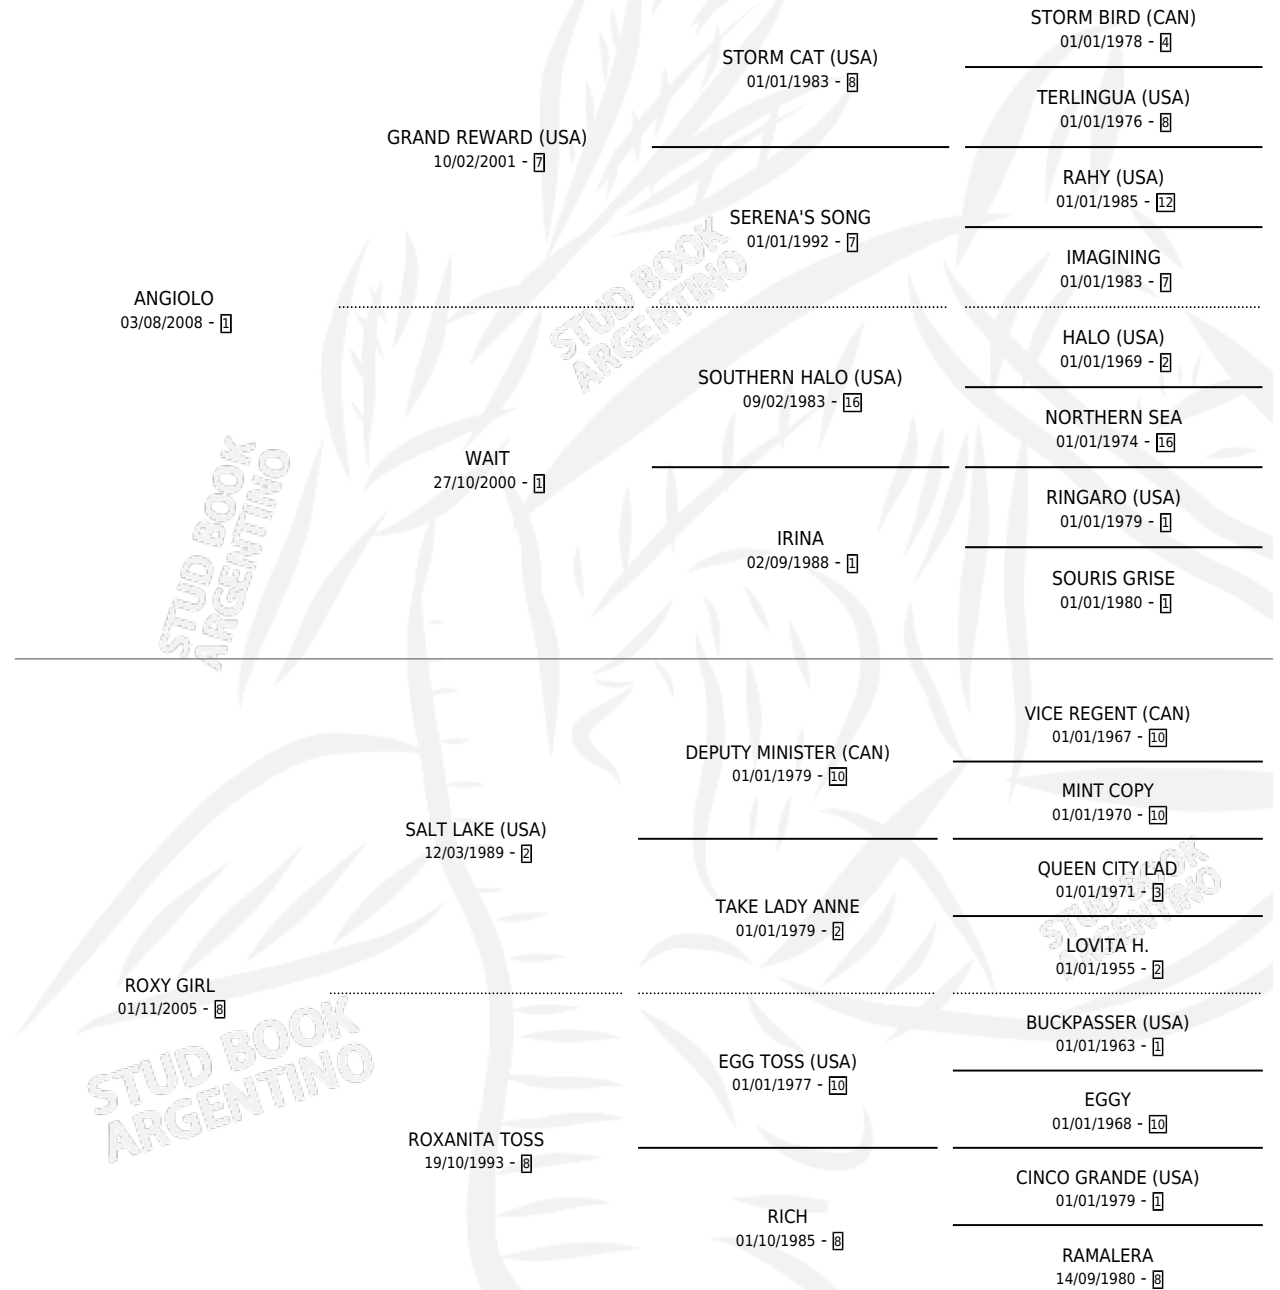 STORM BIRD (CAN)
01/01/1978 - 4
STORM CAT (USA)
01/01/1983 - 8
TERLINGUA (USA)
01/01/1976 - 8
GRAND REWARD (USA)
10/02/2001 - 7
RAHY (USA)
01/01/1985 - 12
SERENA'S SONG
01/01/1992 - 7
IMAGINING
01/01/1983 - 7
ANGIOLO
03/08/2008 - 1
HALO (USA)
01/01/1969 - 2
SOUTHERN HALO (USA)
09/02/1983 - 16
NORTHERN SEA
01/01/1974 - 16
WAIT
27/10/2000 - 1
RINGARO (USA)
01/01/1979 - 1
IRINA
02/09/1988 - 1
SOURIS GRISE
01/01/1980 - 1
STUD BOOK
ARGENTINO
STUD BOOK
ARGENTINO
VICE REGENT (CAN)
01/01/1967 - 10
DEPUTY MINISTER (CAN)
01/01/1979 - 10
MINT COPY
01/01/1970 - 10
SALT LAKE (USA)
12/03/1989 - 2
QUEEN CITY LAD
01/01/1971 - 3
TAKE LADY ANNE
01/01/1979 - 2
LOVITA H.
01/01/1955 - 2
ROXY GIRL
01/11/2005 - 8
BUCKPASSER (USA)
01/01/1963 - 1
EGG TOSS (USA)
01/01/1977 - 10
EGGY
01/01/1968 - 10
ROXANITA TOSS
19/10/1993 - 8
CINCO GRANDE (USA)
01/01/1979 - 1
RICH
01/10/1985 - 8
RAMALERA
14/09/1980 - 8
STUD BOOK
ARGENTINO
STUD BOOK
ARGENTINO